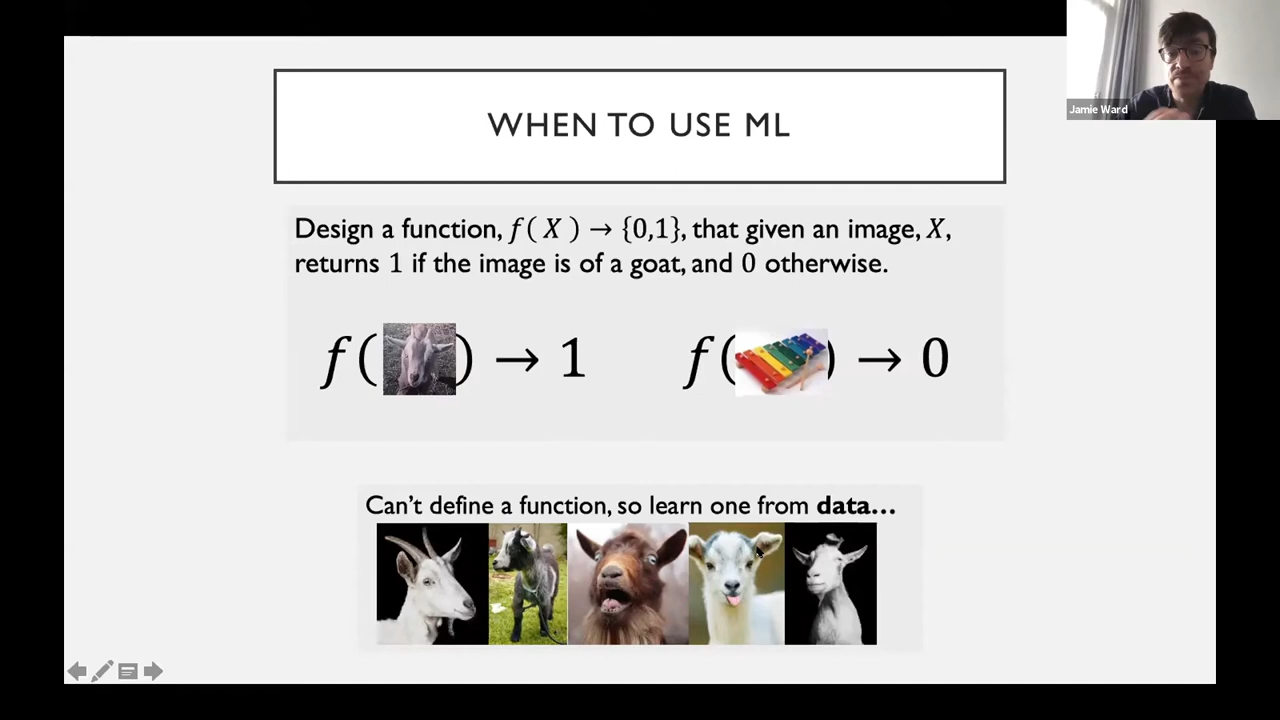 Jamie Ward
WHEN TO USE ML
Design a function, f ( X ) → {0,1}, that given an image, X,
returns 1 if the image is of a goat, and 0 otherwise.
f( ) → 1 f( ) → 0
Can't define a function, so learn one from data...